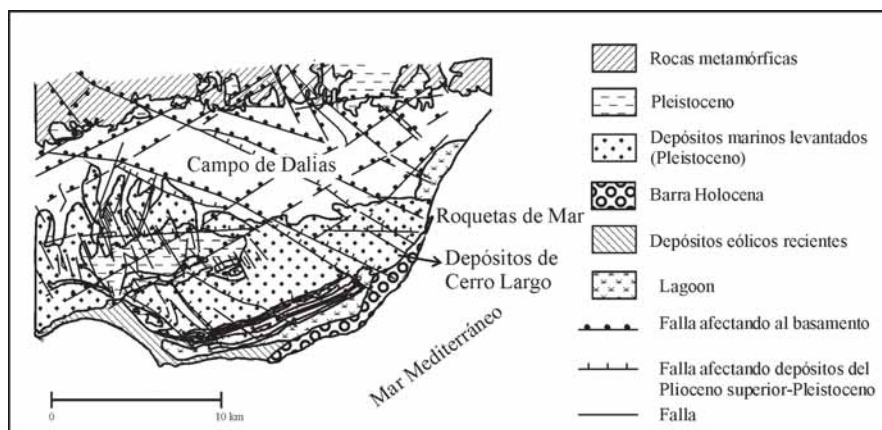 Campo de Dalías
Roquetas de Mar
Depósitos de
Cerro Largo
Mar Mediterráneo
0
10 km
Rocas metamórficas
Pleistoceno
Depósitos marinos levantados
(Pleistoceno)
Barra Holocena
Depósitos eólicos recientes
Lagoon
Falla afectando al basamento
Falla afectando depósitos del
Plioceno superior-Pleistoceno
Falla